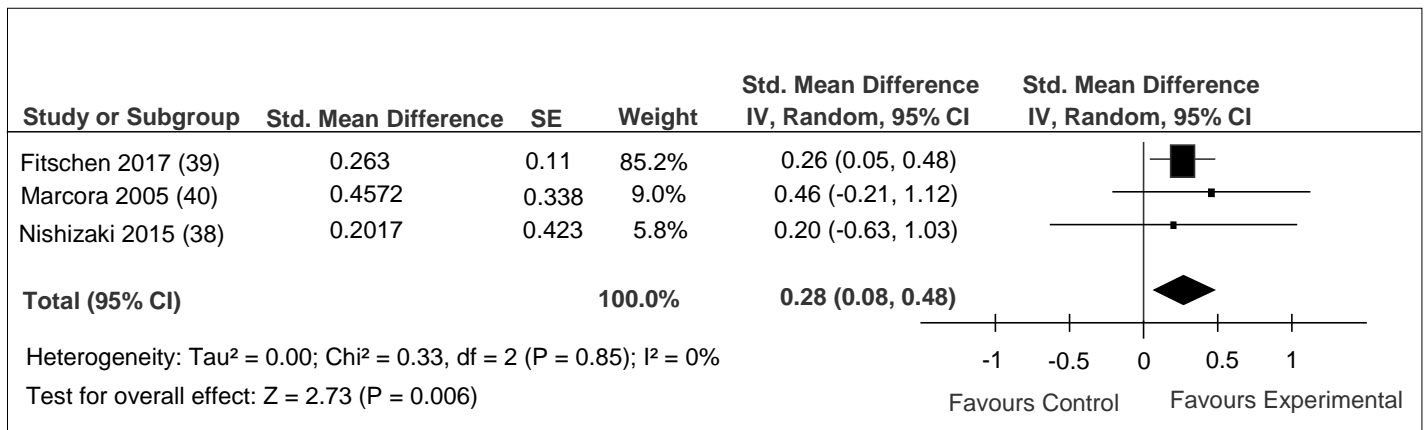 Std. Mean Difference Std. Mean Difference
Study or Subgroup Std. Mean Difference SE Weight IV, Random, 95% CI IV, Random, 95% CI
Fitschen 2017 (39) 0.263 0.11 85.2% 0.26 (0.05, 0.48)
Marcora 2005 (40) 0.4572 0.338 9.0% 0.46 (-0.21, 1.12)
Nishizaki 2015 (38) 0.2017 0.423 5.8% 0.20 (-0.63, 1.03)
Total (95% CI) 100.0% 0.28 (0.08, 0.48)
Heterogeneity: Tau² = 0.00; Chi² = 0.33, df = 2 (P = 0.85); I² = 0%
-1 -0.5 0 0.5 1
Test for overall effect: Z = 2.73 (P = 0.006)
Favours Control Favours Experimental